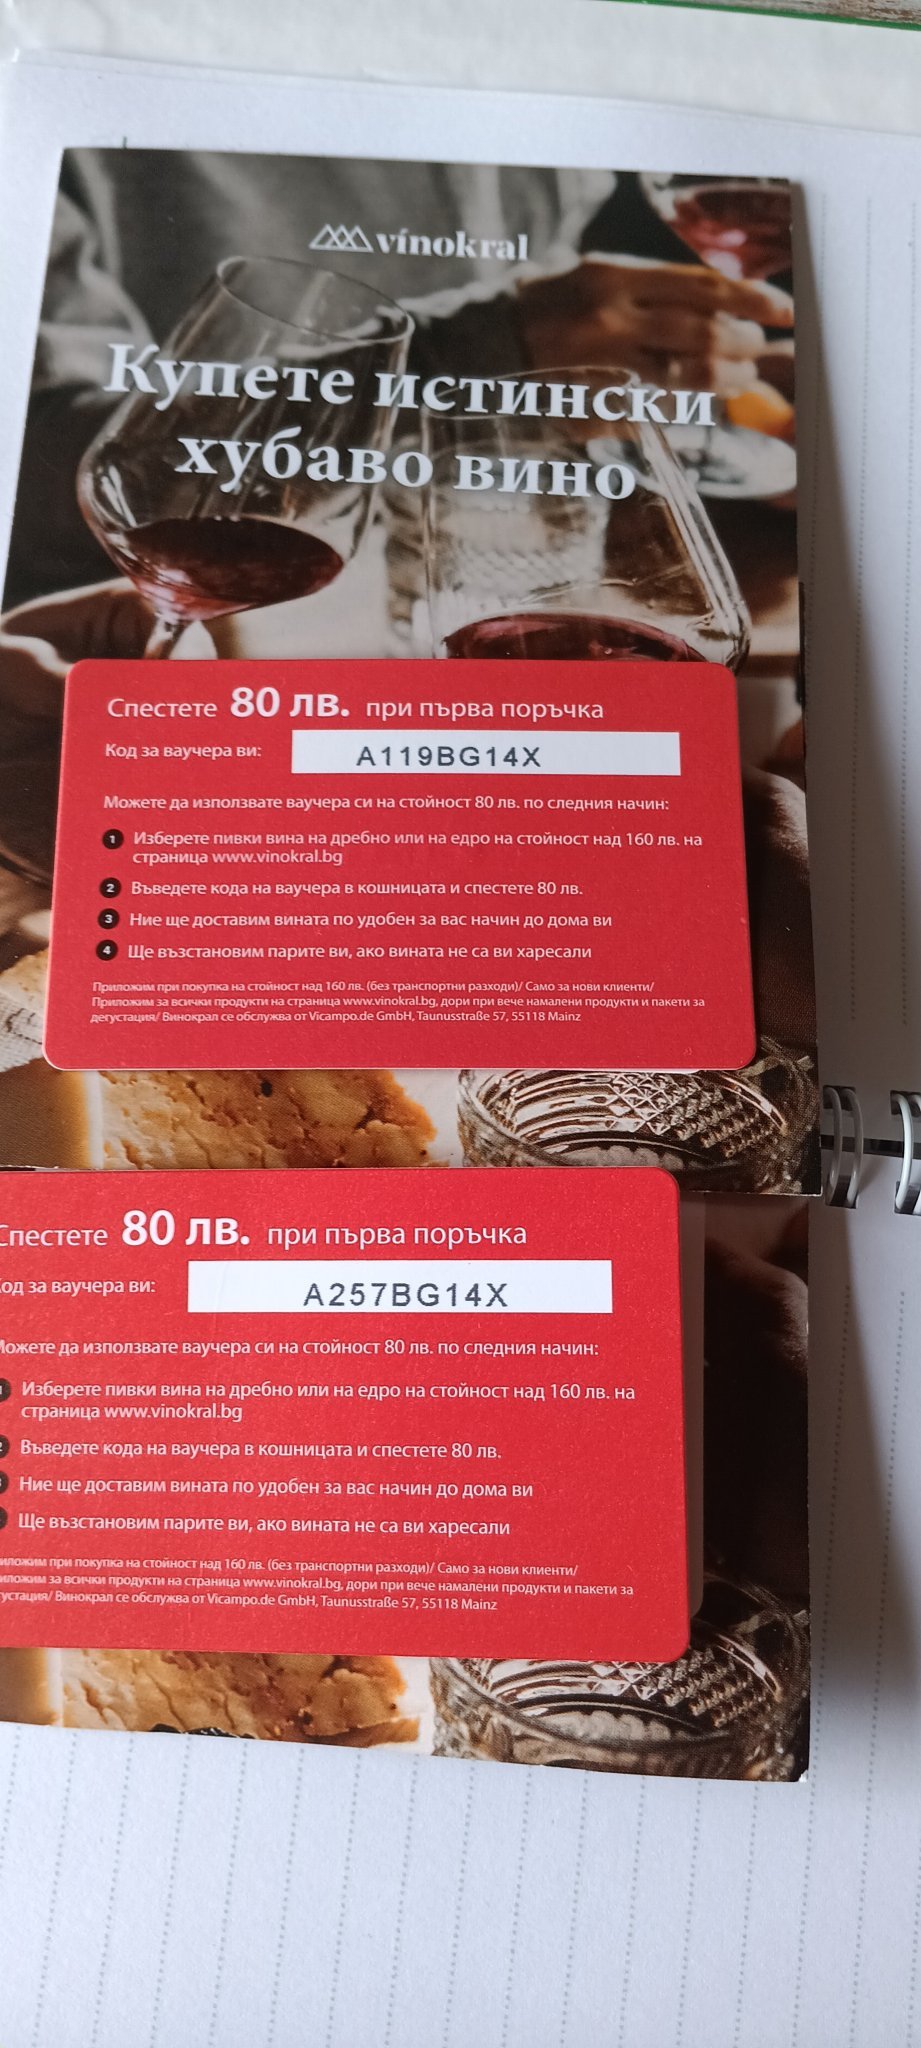 vinokral
Купете истински
хубаво вино
Спестете 80 лв. при първа поръчка
Код за ваучера ви: A119BG14X
Можете да използвате ваучера си на стойност 80 лв. по следния начин:
1 Изберете пивки вина на дребно или на едро на стойност над 160 лв. на
страница www.vinokral.bg
2 Въведете кода на ваучера в кошницата и спестете 80 лв.
3 Ние ще доставим вината по удобен за вас начин до дома ви
4 Ще възстановим парите ви, ако вината не са ви харесали
Приложим при покупка на стойност над 160 лв. (без транспортни разходи)/ Само за нови клиенти/
Приложим за всички продукти на страница www.vinokral.bg, дори при вече намалени продукти и пакети за
дегустация/ Винокрал се обслужва от Vicampo.de GmbH, Taunusstraße 57, 55118 Mainz
Спестете 80 лв. при първа поръчка
од за ваучера ви: A257BG14X
Можете да използвате ваучера си на стойност 80 лв. по следния начин:
Изберете пивки вина на дребно или на едро на стойност над 160 лв. на
страница www.vinokral.bg
2 Въведете кода на ваучера в кошницата и спестете 80 лв.
Ние ще доставим вината по удобен за вас начин до дома ви
Ще възстановим парите ви, ако вината не са ви харесали
иложим при покупка на стойност над 160 лв. (без транспортни разходи)/ Само за нови клиенти/
иложим за всички продукти на страница www.vinokral.bg, дори при вече намалени продукти и пакети за
густация/ Винокрал се обслужва от Vicampo.de GmbH, Taunusstraße 57, 55118 Mainz